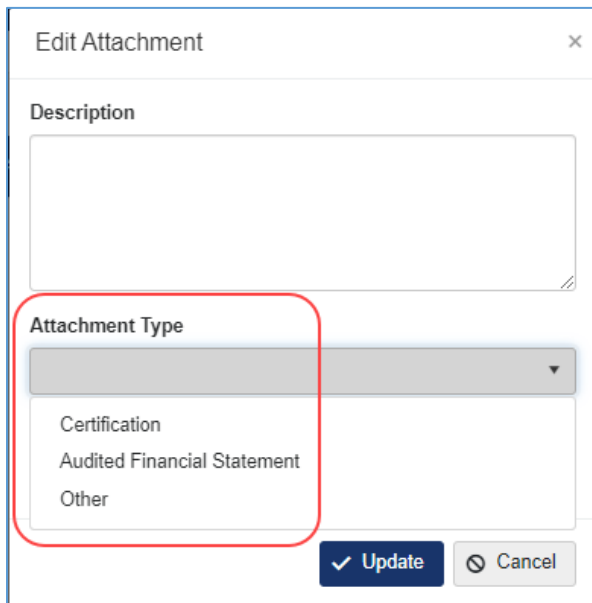 Edit Attachment
Description
Attachment Type
Certification
Audited Financial Statement
Other
Update Cancel